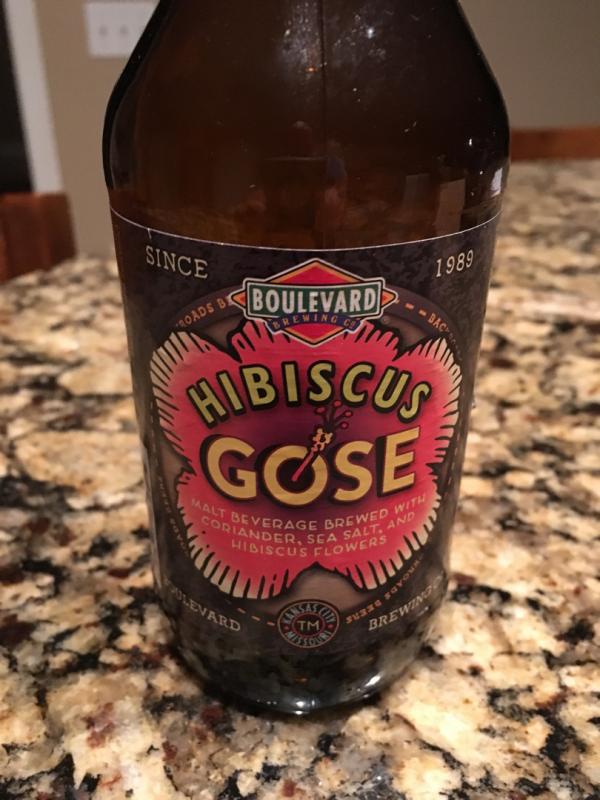 SINCE
1989
BOULEVARD
BREWING CO
HIBISCUS
GOSE
MALT BEVERAGE BREWED WITH
CORIANDER, SEA SALT, AND
HIBISCUS FLOWERS
KANSAS CITY
TM
MISSOURI
BEERS
BREWING